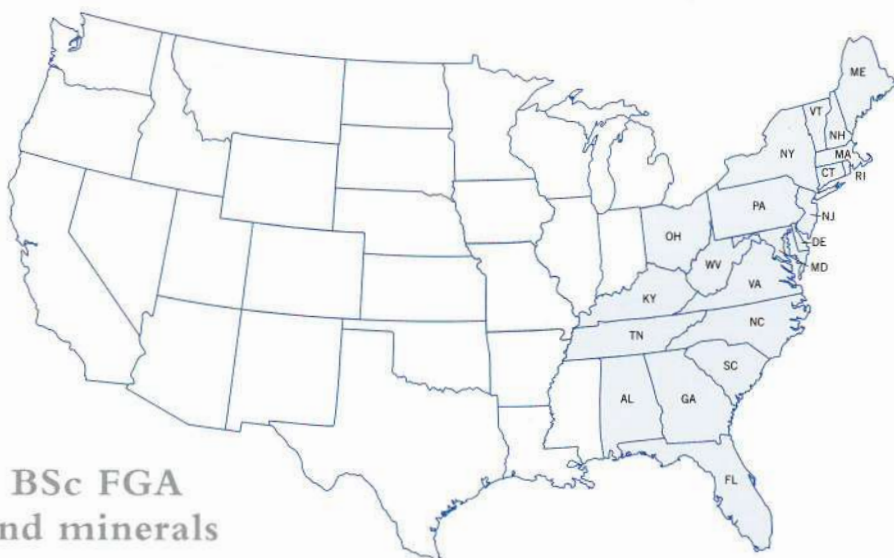 ME
VT
NH
NY
MA
CT
RI
PA
NJ
OH
DE
WV
MD
VA
KY
NC
TN
SC
AL
GA
FL
BSc FGA
nd minerals